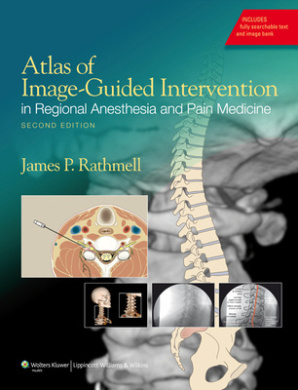 INCLUDES
fully searchable text
and image bank
Atlas of
Image-Guided Intervention
in Regional Anesthesia and Pain Medicine
SECOND EDITION
James P. Rathmell
Wolters Kluwer
Health
Lippincott Williams & Wilkins